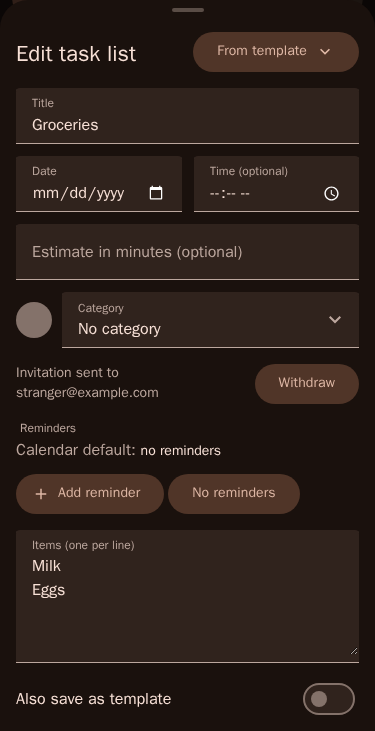 Edit task list
From template
Title
Groceries
Date
Time (optional)
mm/dd/yyyy
--:-- --
Estimate in minutes (optional)
Category
No category
Invitation sent to
stranger@example.com
Withdraw
Reminders
Calendar default: no reminders
+ Add reminder
No reminders
Items (one per line)
Milk
Eggs
Also save as template